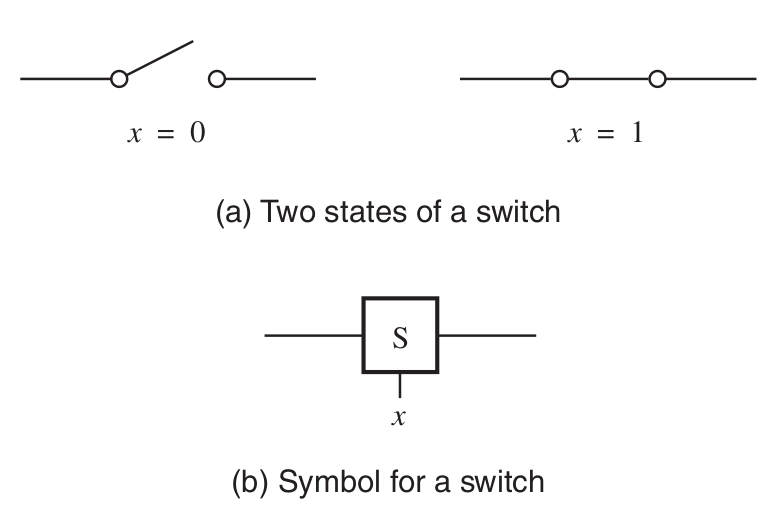 x = 0
x = 1
(a) Two states of a switch
S
x
(b) Symbol for a switch